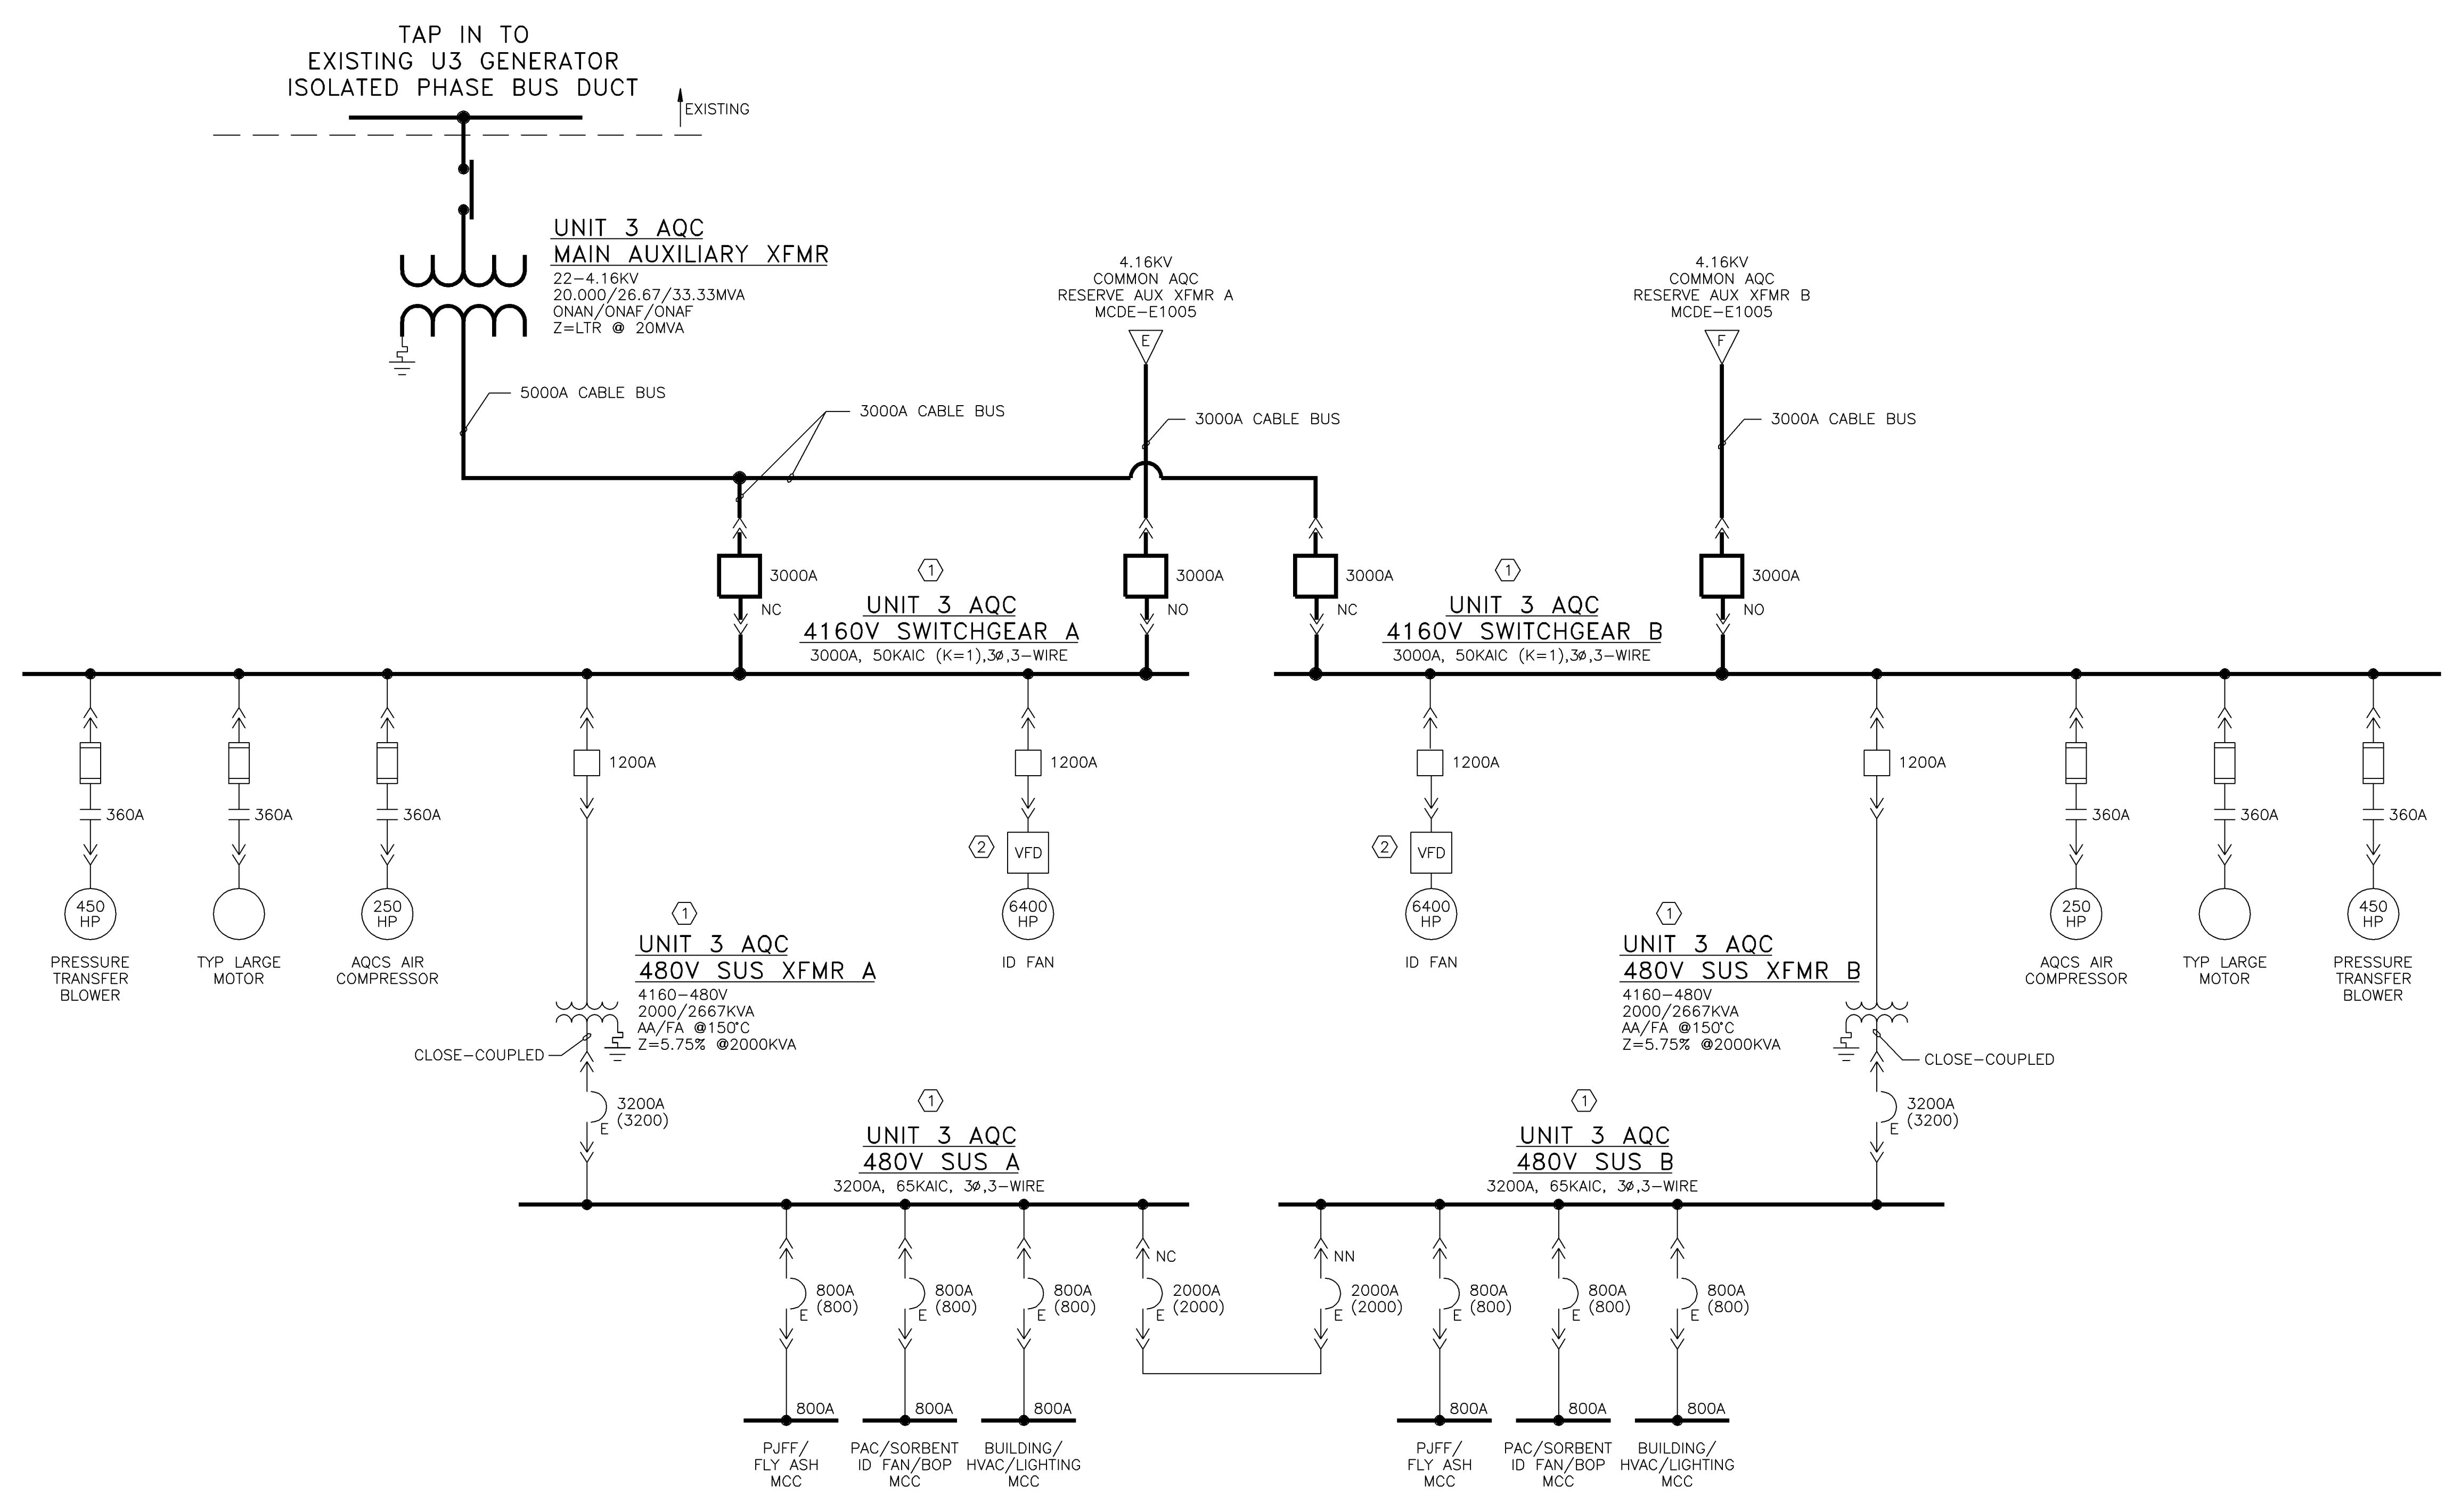 TAP IN TO
EXISTING U3 GENERATOR
ISOLATED PHASE BUS DUCT
EXISTING
UNIT 3 AQC
MAIN AUXILIARY XFMR
22-4.16KV
20.000/26.67/33.33MVA
ONAN/ONAF/ONAF
Z=LTR @ 20MVA
4.16KV
COMMON AQC
RESERVE AUX XFMR A
MCDE-E1005
E
4.16KV
COMMON AQC
RESERVE AUX XFMR B
MCDE-E1005
F
5000A CABLE BUS
3000A CABLE BUS
3000A CABLE BUS
3000A CABLE BUS
3000A
NC
1
UNIT 3 AQC
4160V SWITCHGEAR A
3000A, 50KAIC (K=1),3ø,3-WIRE
3000A
NO
3000A
NC
1
UNIT 3 AQC
4160V SWITCHGEAR B
3000A, 50KAIC (K=1),3ø,3-WIRE
3000A
NO
360A
360A
360A
1200A
1200A
1200A
1200A
360A
360A
360A
2
VFD
2
VFD
450
HP
PRESSURE
TRANSFER
BLOWER
TYP LARGE
MOTOR
250
HP
AQCS AIR
COMPRESSOR
6400
HP
ID FAN
6400
HP
ID FAN
250
HP
AQCS AIR
COMPRESSOR
TYP LARGE
MOTOR
450
HP
PRESSURE
TRANSFER
BLOWER
1
UNIT 3 AQC
480V SUS XFMR A
4160-480V
2000/2667KVA
AA/FA @150°C
Z=5.75% @2000KVA
CLOSE-COUPLED
1
UNIT 3 AQC
480V SUS XFMR B
4160-480V
2000/2667KVA
AA/FA @150°C
Z=5.75% @2000KVA
CLOSE-COUPLED
3200A
(3200)
E
1
UNIT 3 AQC
480V SUS A
3200A, 65KAIC, 3ø,3-WIRE
1
UNIT 3 AQC
480V SUS B
3200A, 65KAIC, 3ø,3-WIRE
3200A
(3200)
E
800A
(800)
E
800A
(800)
E
800A
(800)
E
NC
2000A
(2000)
E
NN
2000A
(2000)
E
800A
(800)
E
800A
(800)
E
800A
(800)
E
800A
PJFF/
FLY ASH
MCC
800A
PAC/SORBENT
ID FAN/BOP
MCC
800A
BUILDING/
HVAC/LIGHTING
MCC
800A
PJFF/
FLY ASH
MCC
800A
PAC/SORBENT
ID FAN/BOP
MCC
800A
BUILDING/
HVAC/LIGHTING
MCC